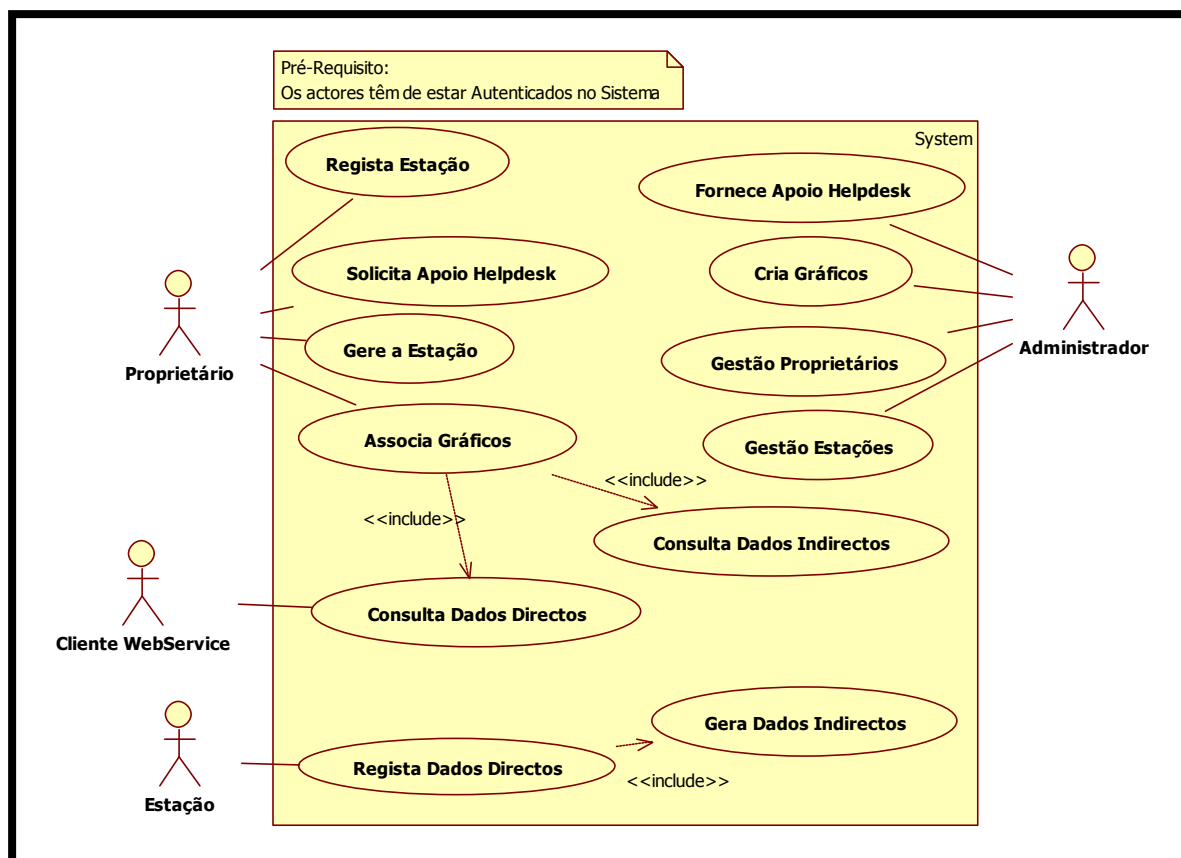 Pré-Requisito:
Os actores têm de estar Autenticados no Sistema
System
Regista Estação
Fornece Apoio Helpdesk
Solicita Apoio Helpdesk
Cria Gráficos
Gere a Estação
Gestão Proprietários
Proprietário
Administrador
Associa Gráficos
Gestão Estações
<<include>>
<<include>>
Consulta Dados Indirectos
Consulta Dados Directos
Cliente WebService
Gera Dados Indirectos
Regista Dados Directos
<<include>>
Estação